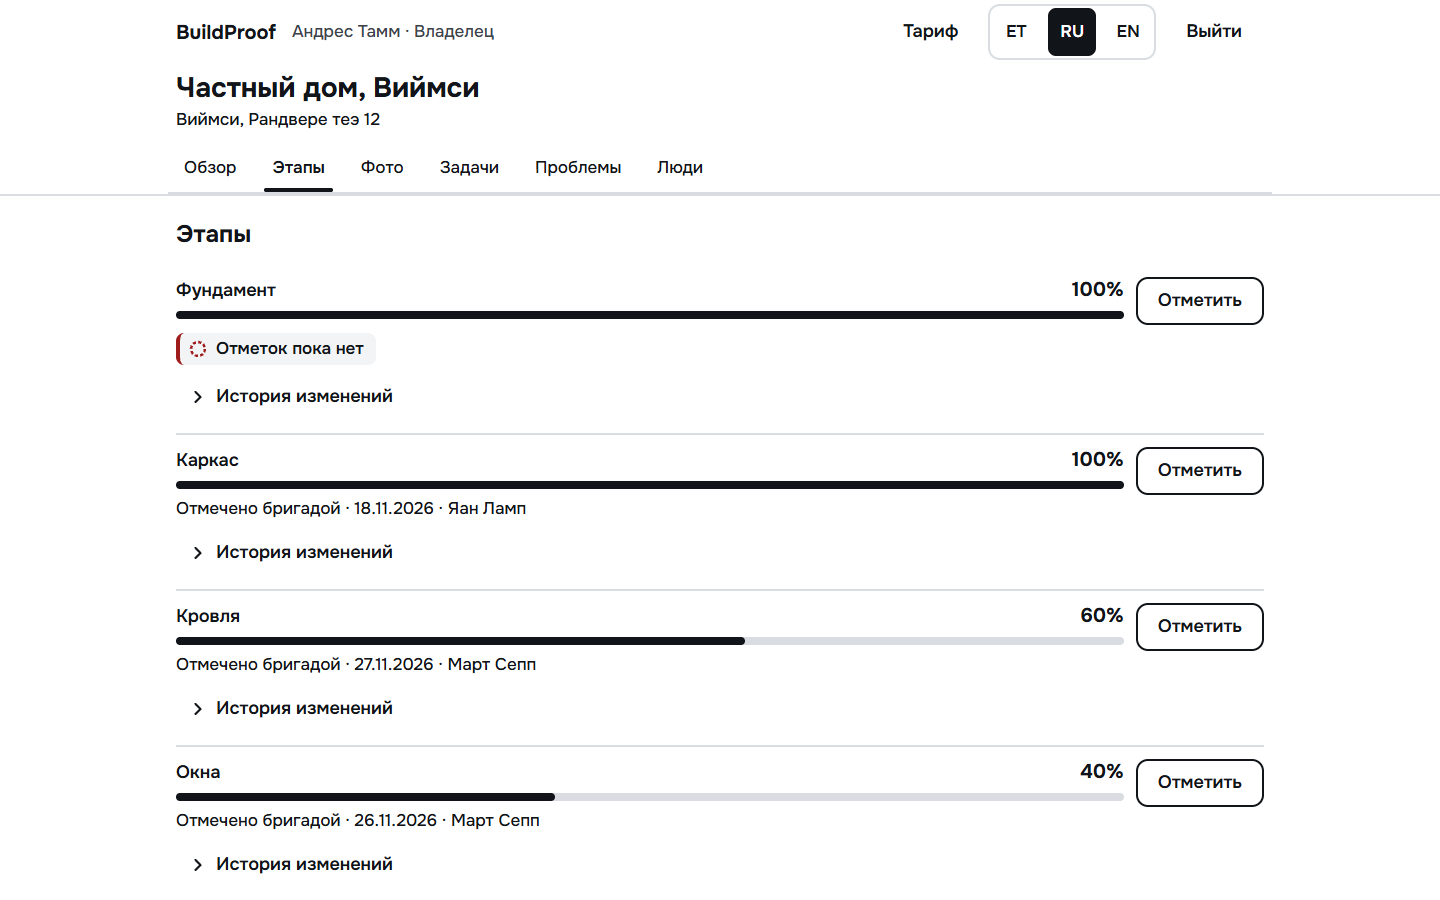 BuildProof Андрес Тамм · Владелец Тариф ET RU EN Выйти
Частный дом, Виймси
Виймси, Рандвере теэ 12
Обзор Этапы Фото Задачи Проблемы Люди
Этапы
Фундамент 100% Отметить
Отметок пока нет
История изменений
Каркас 100% Отметить
Отмечено бригадой · 18.11.2026 · Яан Ламп
История изменений
Кровля 60% Отметить
Отмечено бригадой · 27.11.2026 · Март Сепп
История изменений
Окна 40% Отметить
Отмечено бригадой · 26.11.2026 · Март Сепп
История изменений